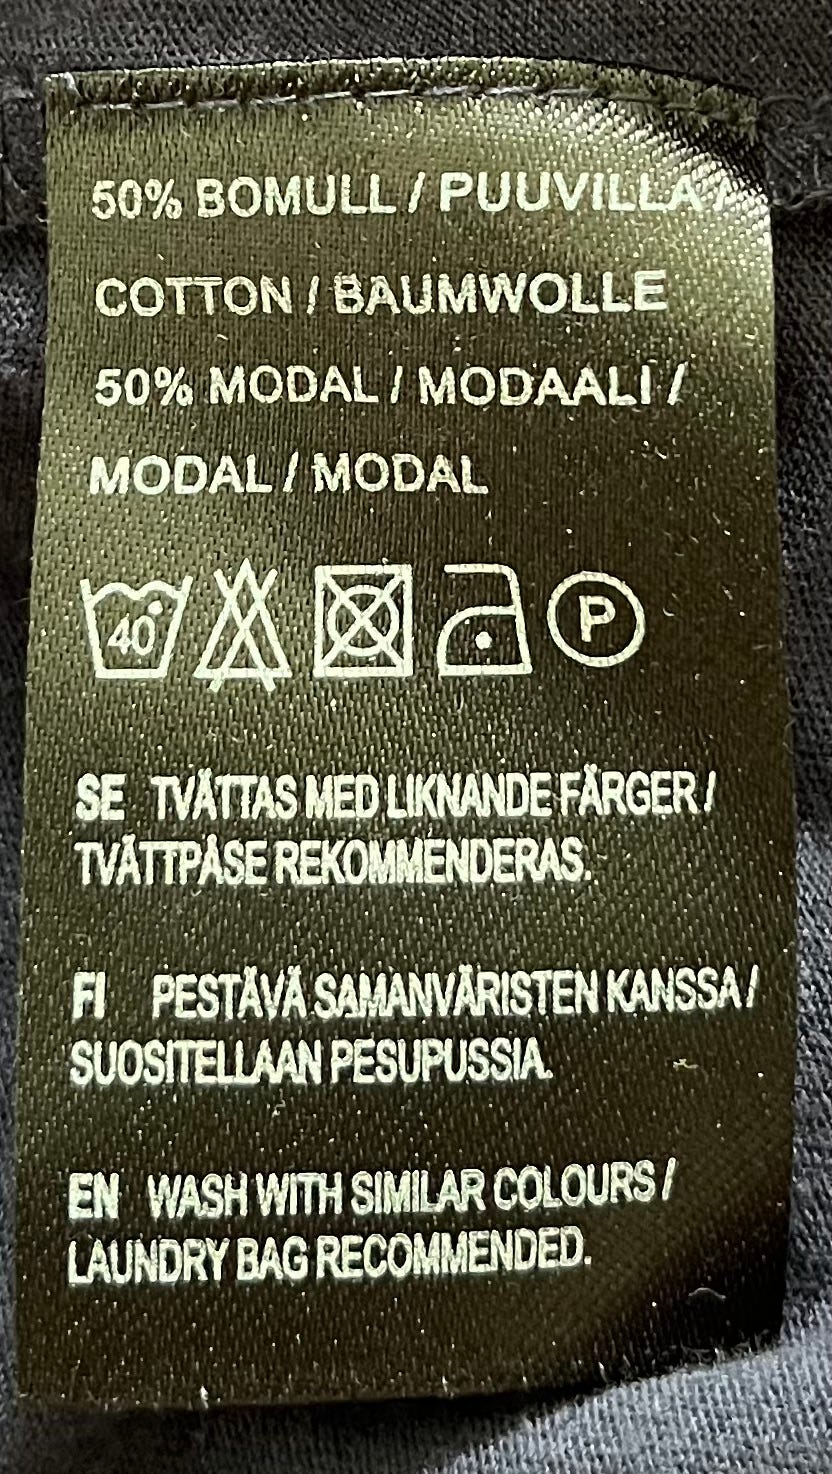 50% BOMULL / PUUVILLA /
COTTON / BAUMWOLLE
50% MODAL / MODAALI /
MODAL / MODAL
40°
P
SE TVÄTTAS MED LIKNANDE FÄRGER /
TVÄTTPÅSE REKOMMENDERAS.
FI PESTÄVÄ SAMANVÄRISTEN KANSSA /
SUOSITELLAAN PESUPUSSIA.
EN WASH WITH SIMILAR COLOURS /
LAUNDRY BAG RECOMMENDED.